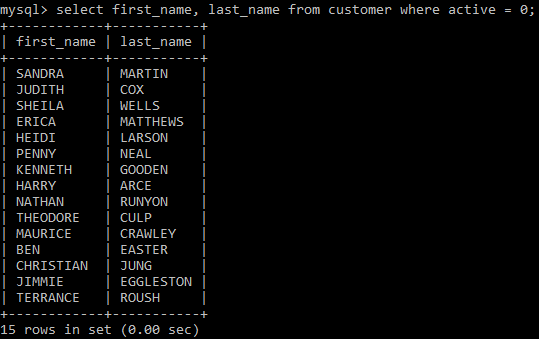 mysql> select first_name, last_name from customer where active = 0;
+------------+-----------+
| first_name | last_name |
+------------+-----------+
| SANDRA     | MARTIN    |
| JUDITH     | COX       |
| SHEILA     | WELLS     |
| ERICA      | MATTHEWS  |
| HEIDI      | LARSON    |
| PENNY      | NEAL      |
| KENNETH    | GOODEN    |
| HARRY      | ARCE      |
| NATHAN     | RUNYON    |
| THEODORE   | CULP      |
| MAURICE    | CRAWLEY   |
| BEN        | EASTER    |
| CHRISTIAN  | JUNG      |
| JIMMIE     | EGGLESTON |
| TERRANCE   | ROUSH     |
+------------+-----------+
15 rows in set (0.00 sec)